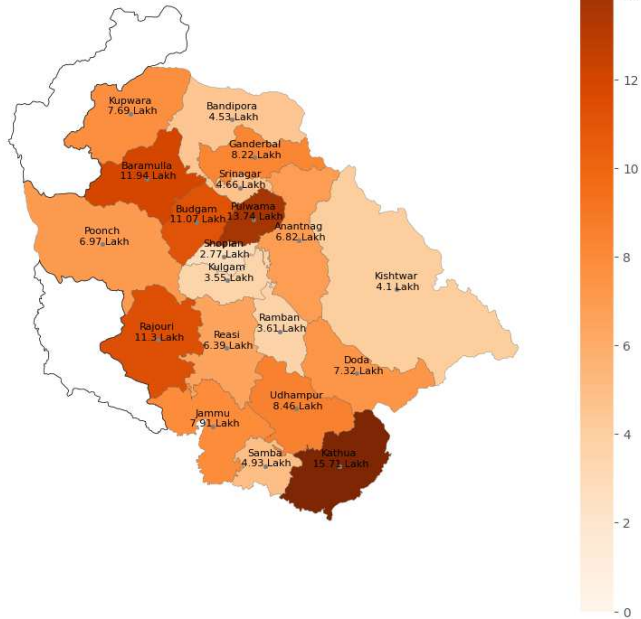 Kupwara
7.69 Lakh
Bandipora
4.53 Lakh
Ganderbal
8.22 Lakh
Baramulla
11.94 Lakh
Srinagar
4.66 Lakh
Budgam
11.07 Lakh
Pulwama
13.74 Lakh
Poonch
6.97 Lakh
Anantnag
6.82 Lakh
Shopian
2.77 Lakh
Kulgam
3.55 Lakh
Kishtwar
4.1 Lakh
Rajouri
11.3 Lakh
Reasi
6.39 Lakh
Ramban
3.61 Lakh
Doda
7.32 Lakh
Udhampur
8.46 Lakh
Jammu
7.91 Lakh
Samba
4.93 Lakh
Kathua
15.71 Lakh
12
10
8
6
4
2
0